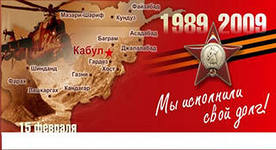 1989-2009
Файзабад
Мазари-Шариф
Кундуз
Баграм
Асадабад
Джалалабад
Кабул
Гардез
Шинданд
Хост
Газни
Фарах
Кандагар
Лашкаргах
Мы исполнили
свой долг!
15 февраля